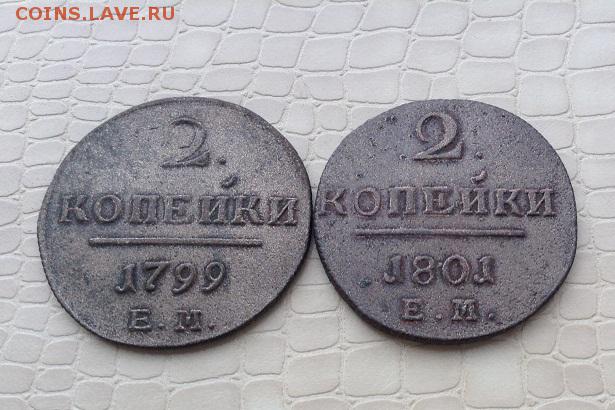 COINS.LAVE.RU
2.
КОПЕЙКИ
1799
Е. М.
2.
КОПЕЙКИ
1801
Е. М.